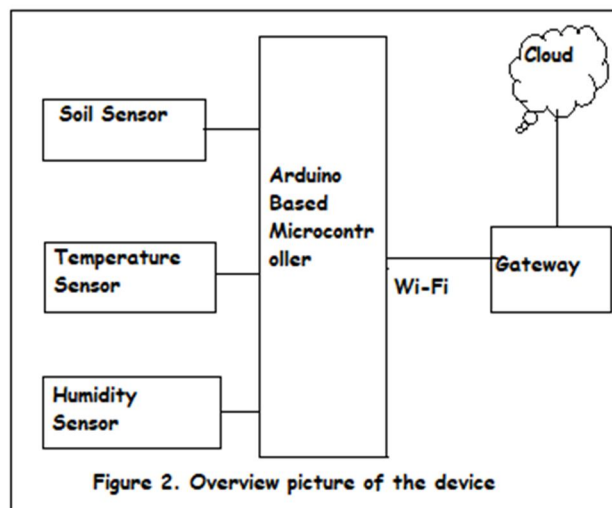 Cloud
Soil Sensor
Arduino
Based
Microcontr
oller
Temperature
Sensor
Wi-Fi
Gateway
Humidity
Sensor
Figure 2. Overview picture of the device